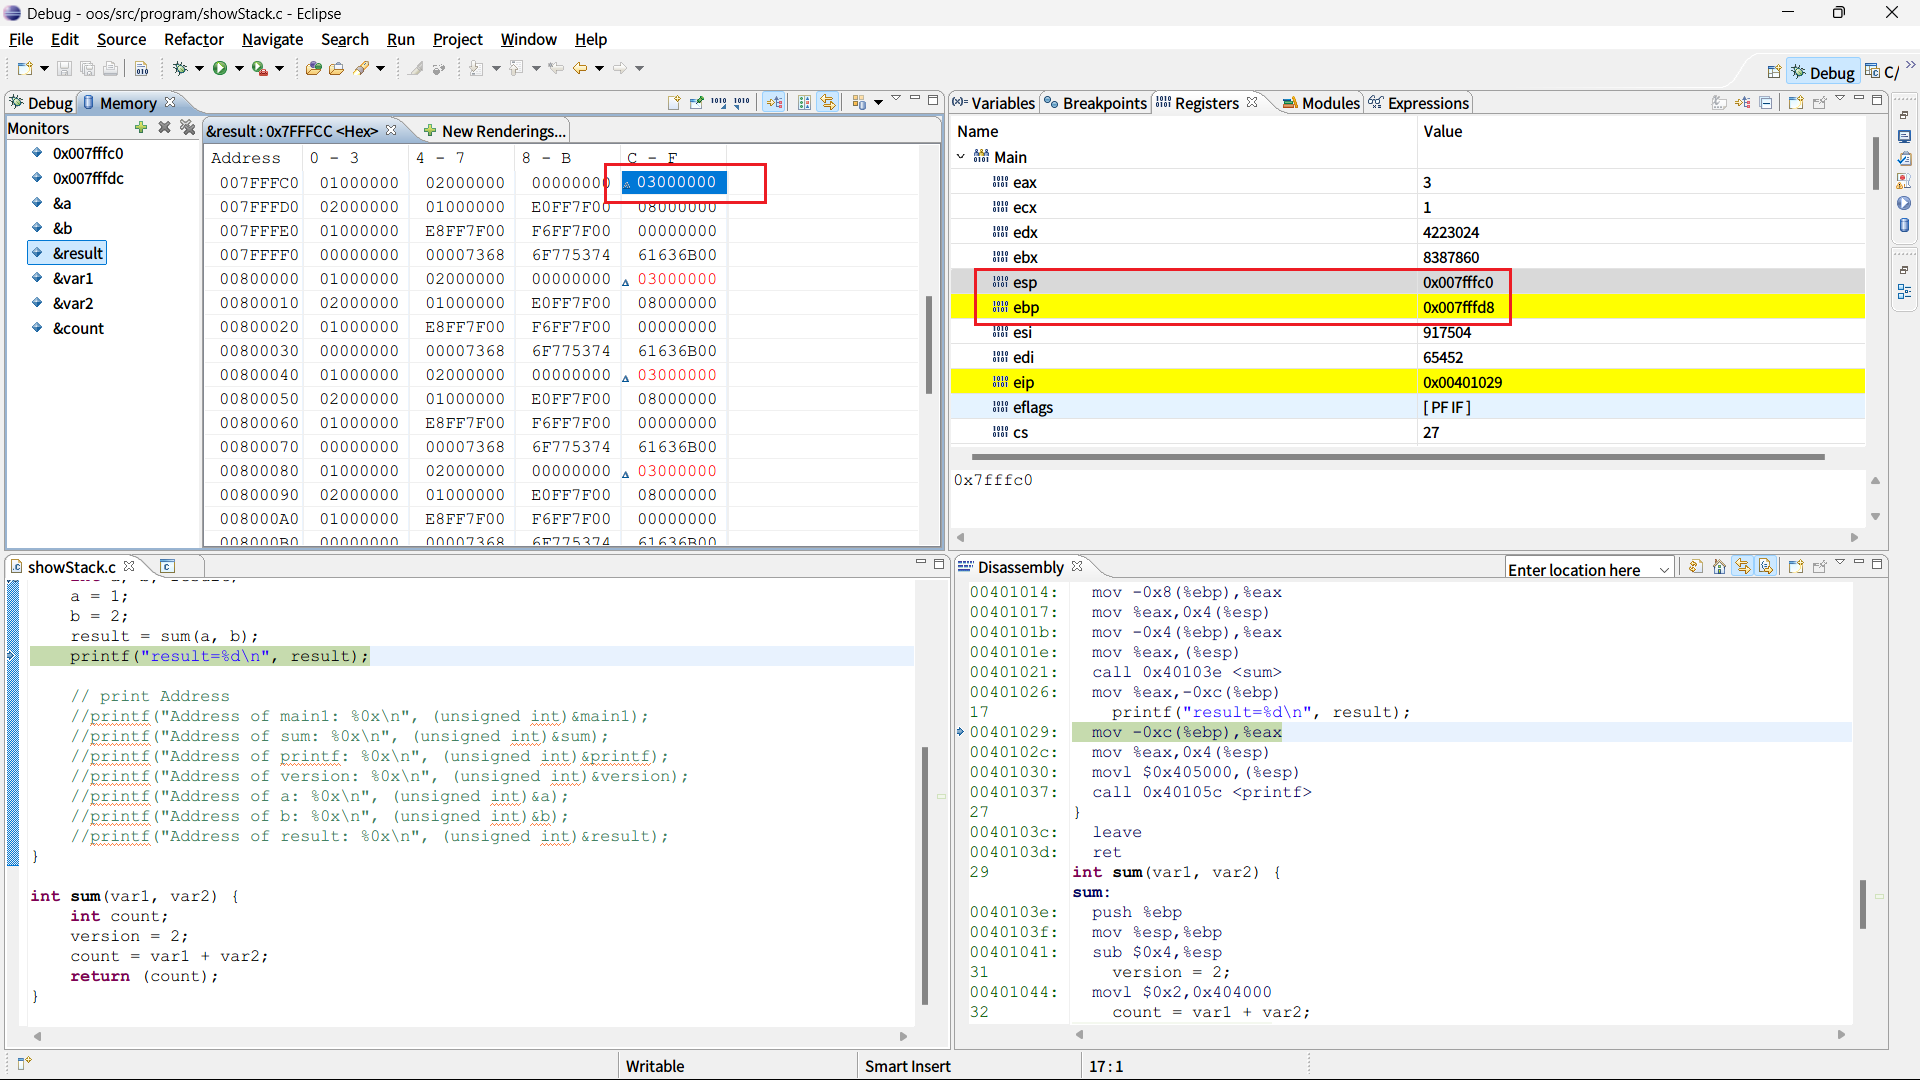 Debug - oos/src/program/showStack.c - Eclipse
File Edit Source Refactor Navigate Search Run Project Window Help
Debug C/ »
Debug Memory
Monitors
0x007fffc0
0x007fffdc
&a
&b
&result
&var1
&var2
&count
&result : 0x7FFFCC <Hex> New Renderings...
Address 0 - 3 4 - 7 8 - B C - F
007FFFC0 01000000 02000000 00000000 03000000
007FFFD0 02000000 01000000 E0FF7F00 08000000
007FFFE0 01000000 E8FF7F00 F6FF7F00 00000000
007FFFF0 00000000 00007368 6F775374 61636B00
00800000 01000000 02000000 00000000 03000000
00800010 02000000 01000000 E0FF7F00 08000000
00800020 01000000 E8FF7F00 F6FF7F00 00000000
00800030 00000000 00007368 6F775374 61636B00
00800040 01000000 02000000 00000000 03000000
00800050 02000000 01000000 E0FF7F00 08000000
00800060 01000000 E8FF7F00 F6FF7F00 00000000
00800070 00000000 00007368 6F775374 61636B00
00800080 01000000 02000000 00000000 03000000
00800090 02000000 01000000 E0FF7F00 08000000
008000A0 01000000 E8FF7F00 F6FF7F00 00000000
008000B0 00000000 00007368 6F775374 61636B00
Variables Breakpoints Registers Modules Expressions
Name Value
Main
eax 3
ecx 1
edx 4223024
ebx 8387860
esp 0x007fffc0
ebp 0x007fffd8
esi 917504
edi 65452
eip 0x00401029
eflags [ PF IF ]
cs 27
0x7fffc0
showStack.c
a = 1;
b = 2;
result = sum(a, b);
printf("result=%d\n", result);
// print Address
//printf("Address of main1: %0x\n", (unsigned int)&main1);
//printf("Address of sum: %0x\n", (unsigned int)&sum);
//printf("Address of printf: %0x\n", (unsigned int)&printf);
//printf("Address of version: %0x\n", (unsigned int)&version);
//printf("Address of a: %0x\n", (unsigned int)&a);
//printf("Address of b: %0x\n", (unsigned int)&b);
//printf("Address of result: %0x\n", (unsigned int)&result);
}
int sum(var1, var2) {
int count;
version = 2;
count = var1 + var2;
return (count);
}
Disassembly Enter location here
00401014: mov -0x8(%ebp),%eax
00401017: mov %eax,0x4(%esp)
0040101b: mov -0x4(%ebp),%eax
0040101e: mov %eax,(%esp)
00401021: call 0x40103e <sum>
00401026: mov %eax,-0xc(%ebp)
17 printf("result=%d\n", result);
00401029: mov -0xc(%ebp),%eax
0040102c: mov %eax,0x4(%esp)
00401030: movl $0x405000,(%esp)
00401037: call 0x40105c <printf>
27 }
0040103c: leave
0040103d: ret
29 int sum(var1, var2) {
sum:
0040103e: push %ebp
0040103f: mov %esp,%ebp
00401041: sub $0x4,%esp
31 version = 2;
00401044: movl $0x2,0x404000
32 count = var1 + var2;
Writable Smart Insert 17 : 1